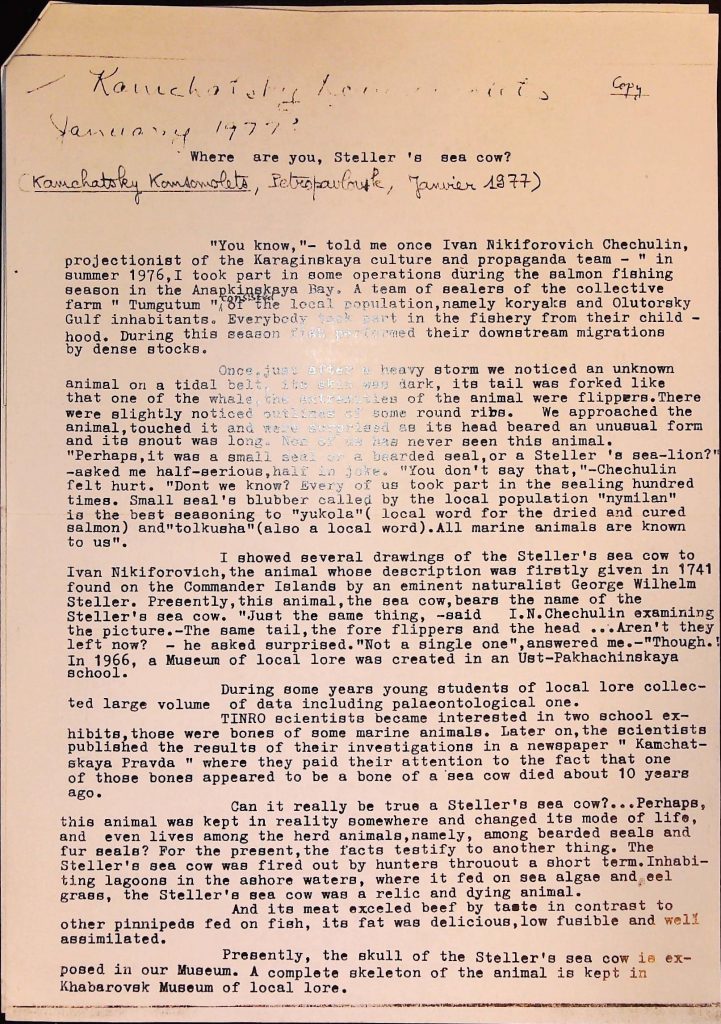 Kamchatsky
Copy
January 1977?
Where are you, Steller 's sea cow?
(Kamchatsky Komsomolets, Petropavlovsk, Janvier 1977)
"You know,"- told me once Ivan Nikiforovich Chechulin,
projectionist of the Karaginskaya culture and propaganda team - " in
summer 1976,I took part in some operations during the salmon fishing
season in the Anapkinskaya Bay. A team of sealers of the collective
farm " Tumgutum " consisted of the local population,namely koryaks and Olutorsky
Gulf inhabitants. Everybody took part in the fishery from their child -
hood. During this season fish performed their downstream migrations
by dense stocks.
Once,just after a heavy storm we noticed an unknown
animal on a tidal belt, its skin was dark, its tail was forked like
that one of the whale,the extremities of the animal were flippers.There
were slightly noticed outlines of some round ribs. We approached the
animal,touched it and were surprised as its head beared an unusual form
and its snout was long. Non of us has never seen this animal.
"Perhaps,it was a small seal or a bearded seal,or a Steller 's sea-lion?"
-asked me half-serious,half in joke. "You don't say that,"-Chechulin
felt hurt. "Dont we know? Every of us took part in the sealing hundred
times. Small seal's blubber called by the local population "nymilan"
is the best seasoning to "yukola"( local word for the dried and cured
salmon) and"tolkusha"(also a local word).All marine animals are known
to us".
I showed several drawings of the Steller's sea cow to
Ivan Nikiforovich,the animal whose description was firstly given in 1741
found on the Commander Islands by an eminent naturalist George Wilhelm
Steller. Presently,this animal,the sea cow,bears the name of the
Steller's sea cow. "Just the same thing, -said I.N.Chechulin examining
the picture.-The same tail,the fore flippers and the head ...Aren't they
left now? - he asked surprised."Not a single one",answered me.-"Though."
In 1966, a Museum of local lore was created in an Ust-Pakhachinskaya
school.
During some years young students of local lore collec-
ted large volume of data including palaeontological one.
TINRO scientists became interested in two school ex-
hibits,those were bones of some marine animals. Later on,the scientists
published the results of their investigations in a newspaper " Kamchat-
skaya Pravda " where they paid their attention to the fact that one
of those bones appeared to be a bone of a sea cow died about 10 years
ago.
Can it really be true a Steller's sea cow?...Perhaps,
this animal was kept in reality somewhere and changed its mode of life,
and even lives among the herd animals,namely, among bearded seals and
fur seals? For the present,the facts testify to another thing. The
Steller's sea cow was fired out by hunters throuout a short term.Inhabi-
ting lagoons in the ashore waters, where it fed on sea algae and eel
grass, the Steller's sea cow was a relic and dying animal.
And its meat exceled beef by taste in contrast to
other pinnipeds fed on fish, its fat was delicious,low fusible and well
assimilated.
Presently, the skull of the Steller's sea cow is ex-
posed in our Museum. A complete skeleton of the animal is kept in
Khabarovsk Museum of local lore.